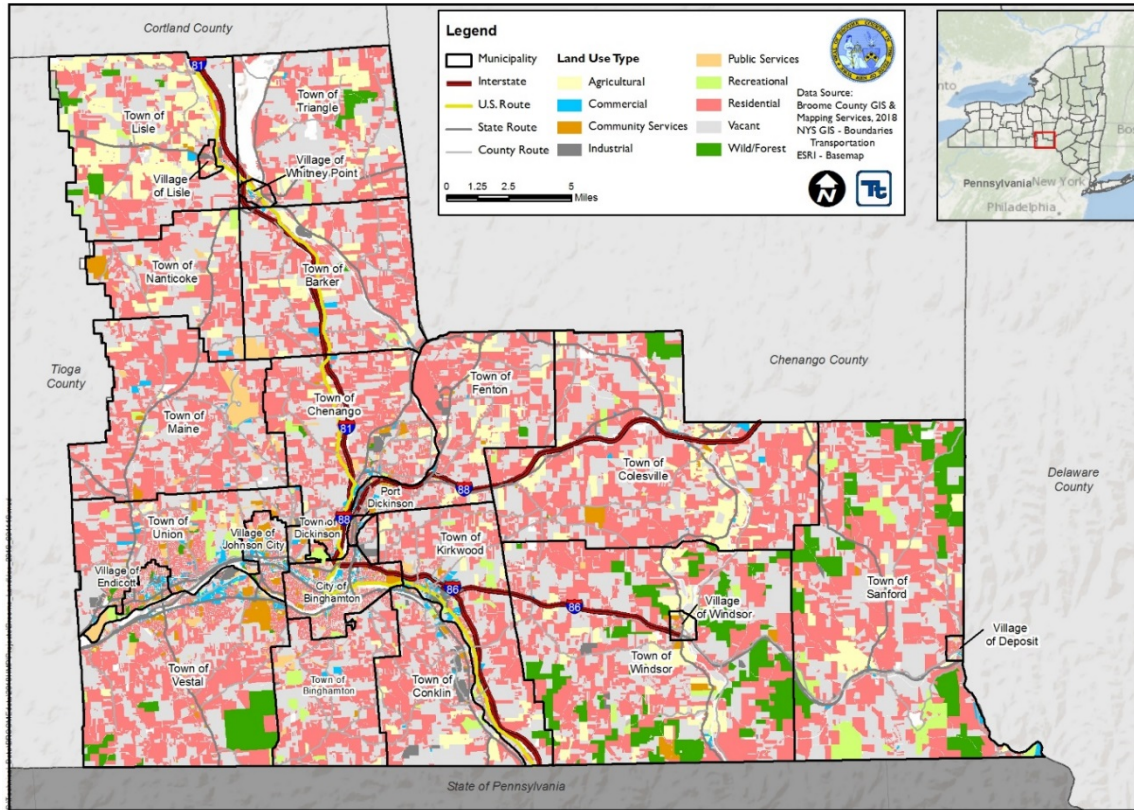 Cortland County
Legend
Municipality
Interstate
U.S. Route
State Route
County Route
Land Use Type
Agricultural
Commercial
Community Services
Industrial
Public Services
Recreational
Residential
Vacant
Wild/Forest
Data Source:
Broome County GIS &
Mapping Services, 2018
NYS GIS - Boundaries
Transportation
ESRI - Basemap
0 1.25 2.5 5
Miles
N
Tt
Pennsylvania
New York
Philadelphia
81
Town of
Triangle
Town of
Lisle
Village of
Whitney Point
Village
of Lisle
Town of
Nanticoke
Town of
Barker
Tioga
County
Chenango County
Town of
Fenton
Town of
Chenango
Town of
Maine
81
Town of
Colesville
Delaware
County
88
Port
Dickinson
88
Town of
Union
Village of
Johnson City
Town of
Dickinson
Town of
Kirkwood
Village of
Endicott
City of
Binghamton
86
86
Town of
Sanford
Village
of Windsor
Village
of Deposit
Town of
Vestal
Town of
Binghamton
Town of
Conklin
Town of
Windsor
State of Pennsylvania